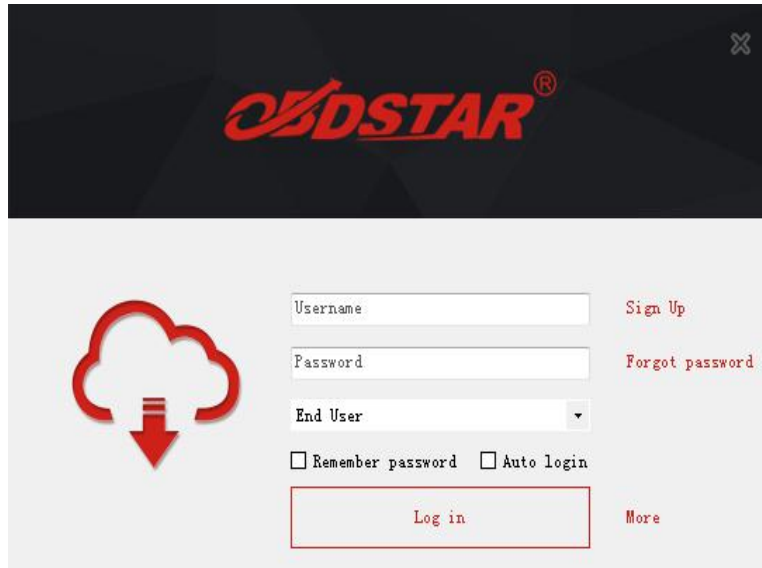 OBDSTAR®
Username
Sign Up
Password
Forgot password
End User
Remember password Auto login
Log in
More